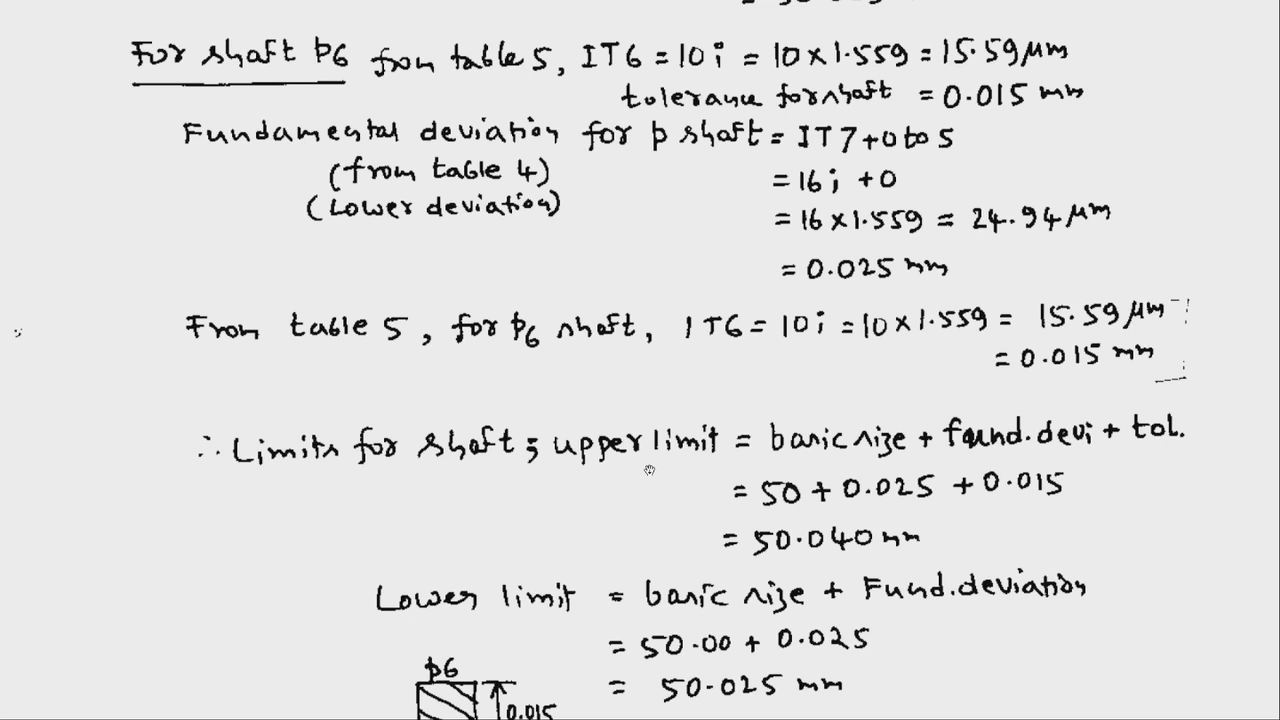 For shaft p6 from table 5, IT6 = 10i = 10 x 1.559 = 15.59 μm
tolerance for shaft = 0.015 mm
Fundamental deviation for p shaft = IT7 + 0 to 5
(from table 4) = 16i + 0
(Lower deviation) = 16 x 1.559 = 24.94 μm
= 0.025 mm
From table 5, for p6 shaft, IT6 = 10i = 10 x 1.559 = 15.59 μm
= 0.015 mm
∴ Limits for shaft; upper limit = basic size + fund. devi + tol.
= 50 + 0.025 + 0.015
= 50.040 mm
Lower limit = basic size + Fund. deviation
= 50.00 + 0.025
= 50.025 mm
p6
0.015